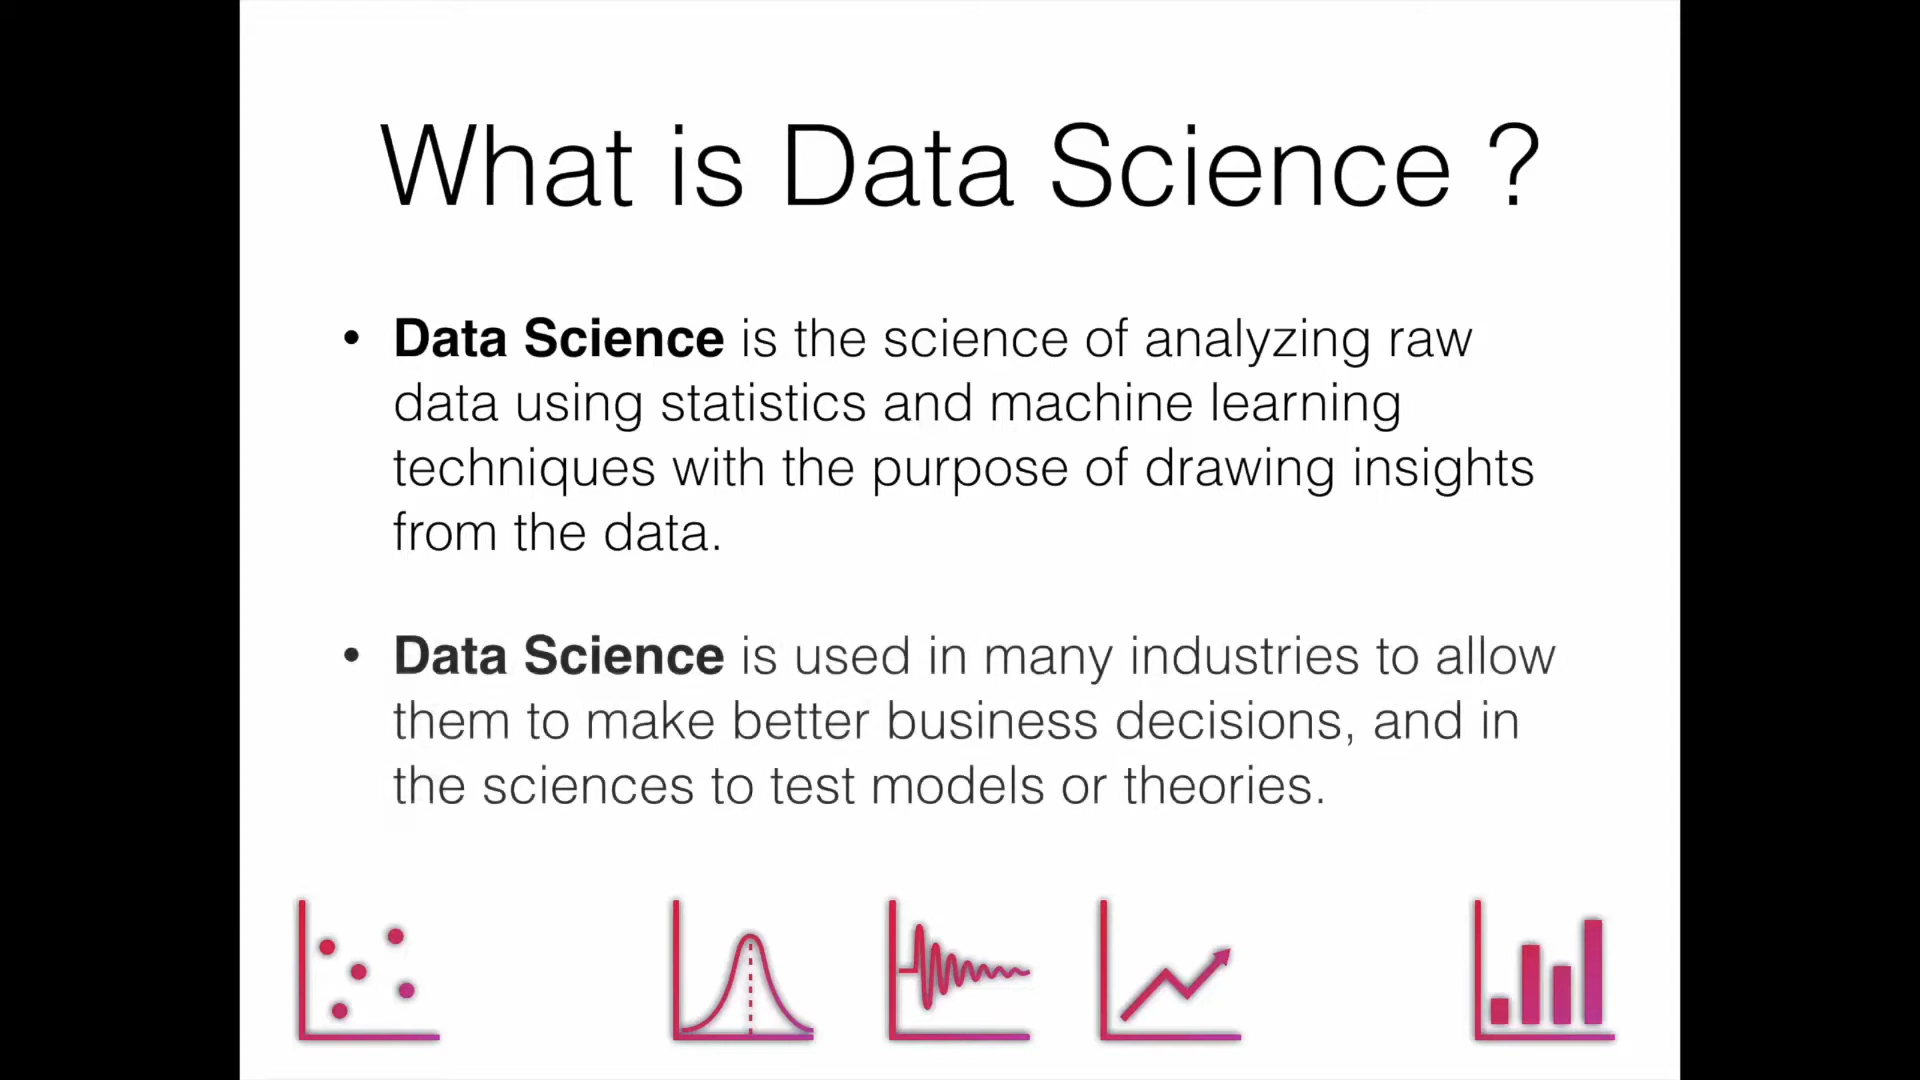 What is Data Science ?
• Data Science is the science of analyzing raw
data using statistics and machine learning
techniques with the purpose of drawing insights
from the data.
• Data Science is used in many industries to allow
them to make better business decisions, and in
the sciences to test models or theories.